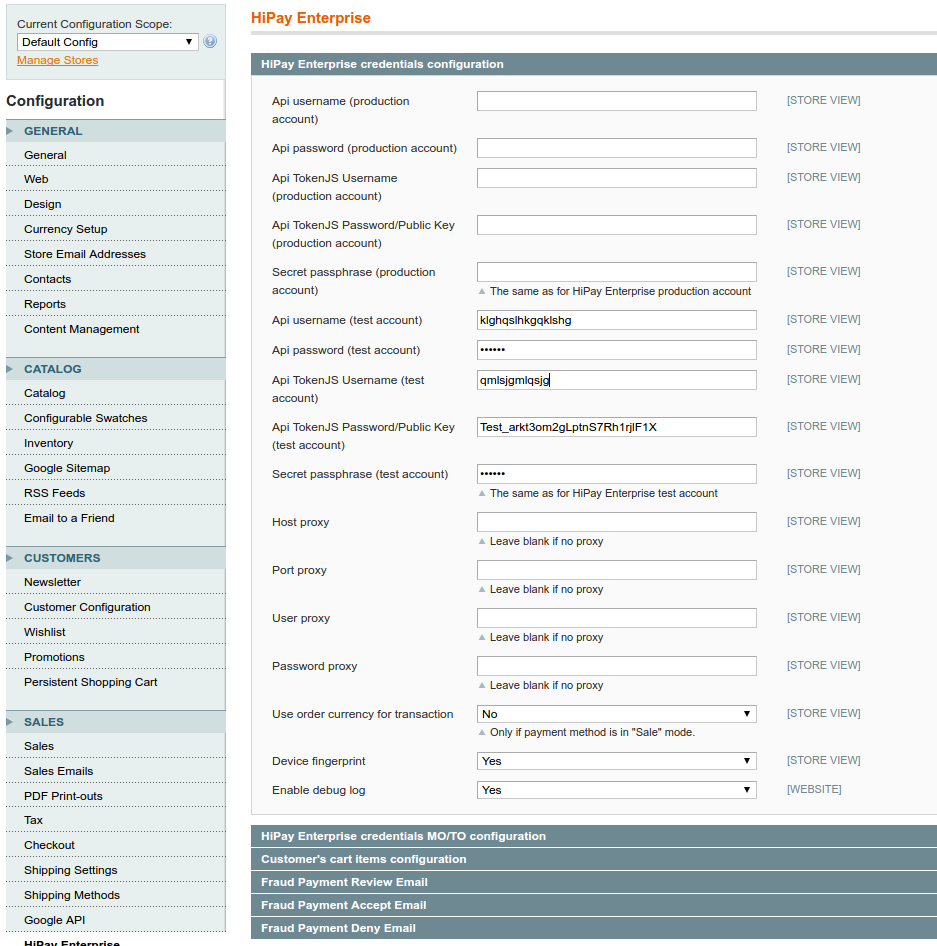 Current Configuration Scope:
Default Config
Manage Stores
Configuration
GENERAL
General
Web
Design
Currency Setup
Store Email Addresses
Contacts
Reports
Content Management
CATALOG
Catalog
Configurable Swatches
Inventory
Google Sitemap
RSS Feeds
Email to a Friend
CUSTOMERS
Newsletter
Customer Configuration
Wishlist
Promotions
Persistent Shopping Cart
SALES
Sales
Sales Emails
PDF Print-outs
Tax
Checkout
Shipping Settings
Shipping Methods
Google API
HiPay Enterprise
HiPay Enterprise
HiPay Enterprise credentials configuration
Api username (production
account)
[STORE VIEW]
Api password (production account)
[STORE VIEW]
Api TokenJS Username
(production account)
[STORE VIEW]
Api TokenJS Password/Public Key
(production account)
[STORE VIEW]
Secret passphrase (production
account)
[STORE VIEW]
The same as for HiPay Enterprise production account
Api username (test account)
klghqslhkgqklshg
[STORE VIEW]
Api password (test account)
••••••
[STORE VIEW]
Api TokenJS Username (test
account)
qmlsjgmlqsjg
[STORE VIEW]
Api TokenJS Password/Public Key
(test account)
Test_arkt3om2gLptnS7Rh1rjlF1X
[STORE VIEW]
Secret passphrase (test account)
••••••
[STORE VIEW]
The same as for HiPay Enterprise test account
Host proxy
[STORE VIEW]
Leave blank if no proxy
Port proxy
[STORE VIEW]
Leave blank if no proxy
User proxy
[STORE VIEW]
Leave blank if no proxy
Password proxy
[STORE VIEW]
Leave blank if no proxy
Use order currency for transaction
No
[STORE VIEW]
Only if payment method is in "Sale" mode.
Device fingerprint
Yes
[STORE VIEW]
Enable debug log
Yes
[WEBSITE]
HiPay Enterprise credentials MO/TO configuration
Customer's cart items configuration
Fraud Payment Review Email
Fraud Payment Accept Email
Fraud Payment Deny Email